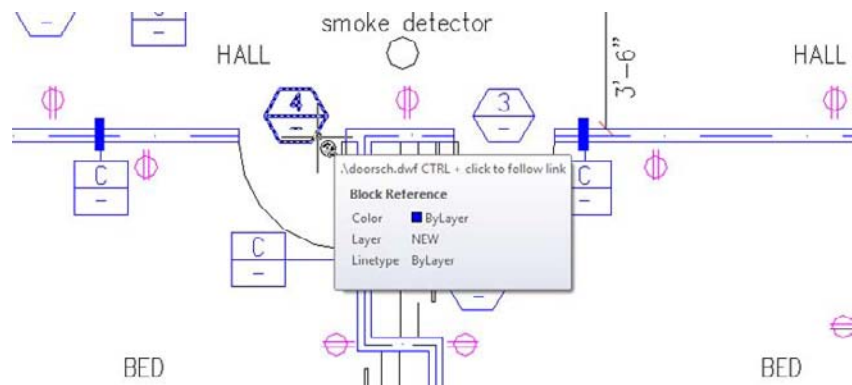 smoke detector
HALL
HALL
3'-6"
4
–
3
–
C
–
C
–
C
–
.\doorsch.dwf CTRL + click to follow link
Block Reference
Color ByLayer
Layer NEW
Linetype ByLayer
BED
BED